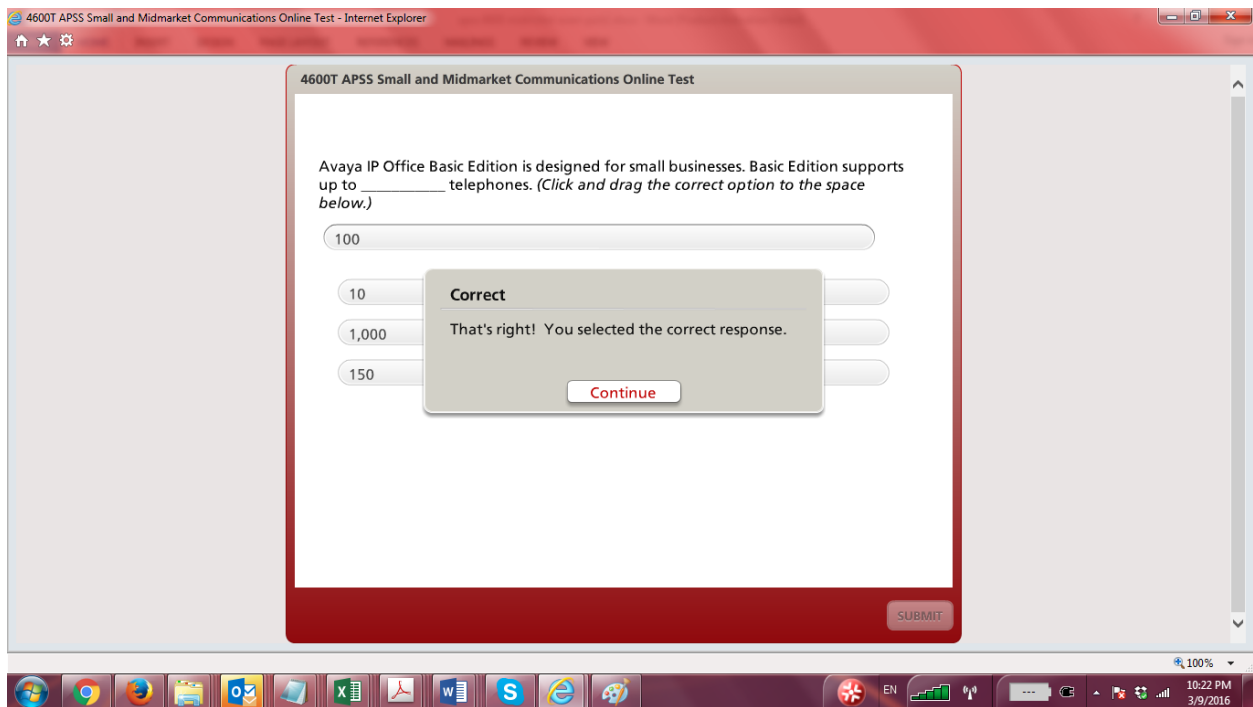 4600T APSS Small and Midmarket Communications Online Test - Internet Explorer
4600T APSS Small and Midmarket Communications Online Test
Avaya IP Office Basic Edition is designed for small businesses. Basic Edition supports
up to ___________ telephones. (Click and drag the correct option to the space
below.)
100
10
1,000
150
Correct
That's right! You selected the correct response.
Continue
SUBMIT
100%
EN
10:22 PM
3/9/2016